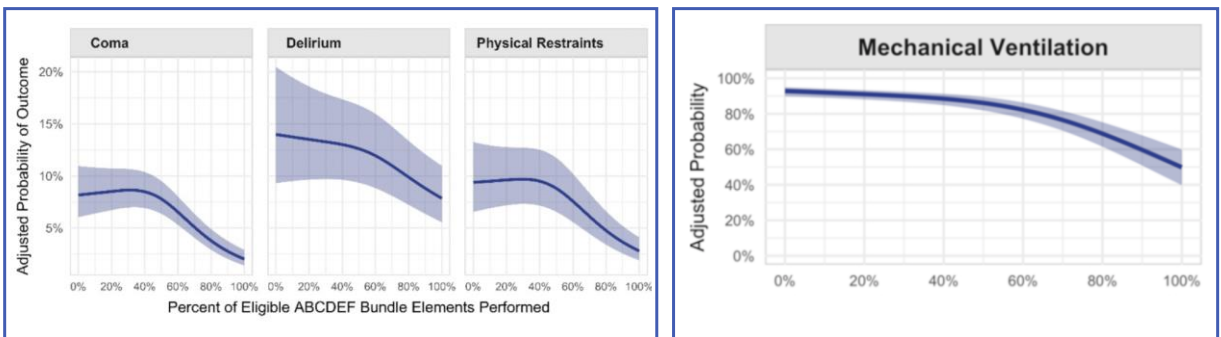 Coma Delirium Physical Restraints
Adjusted Probability of Outcome
20%
15%
10%
5%
0% 20% 40% 60% 80% 100% 0% 20% 40% 60% 80% 100% 0% 20% 40% 60% 80% 100%
Percent of Eligible ABCDEF Bundle Elements Performed
Mechanical Ventilation
Adjusted Probability
100%
80%
60%
40%
20%
0%
0% 20% 40% 60% 80% 100%